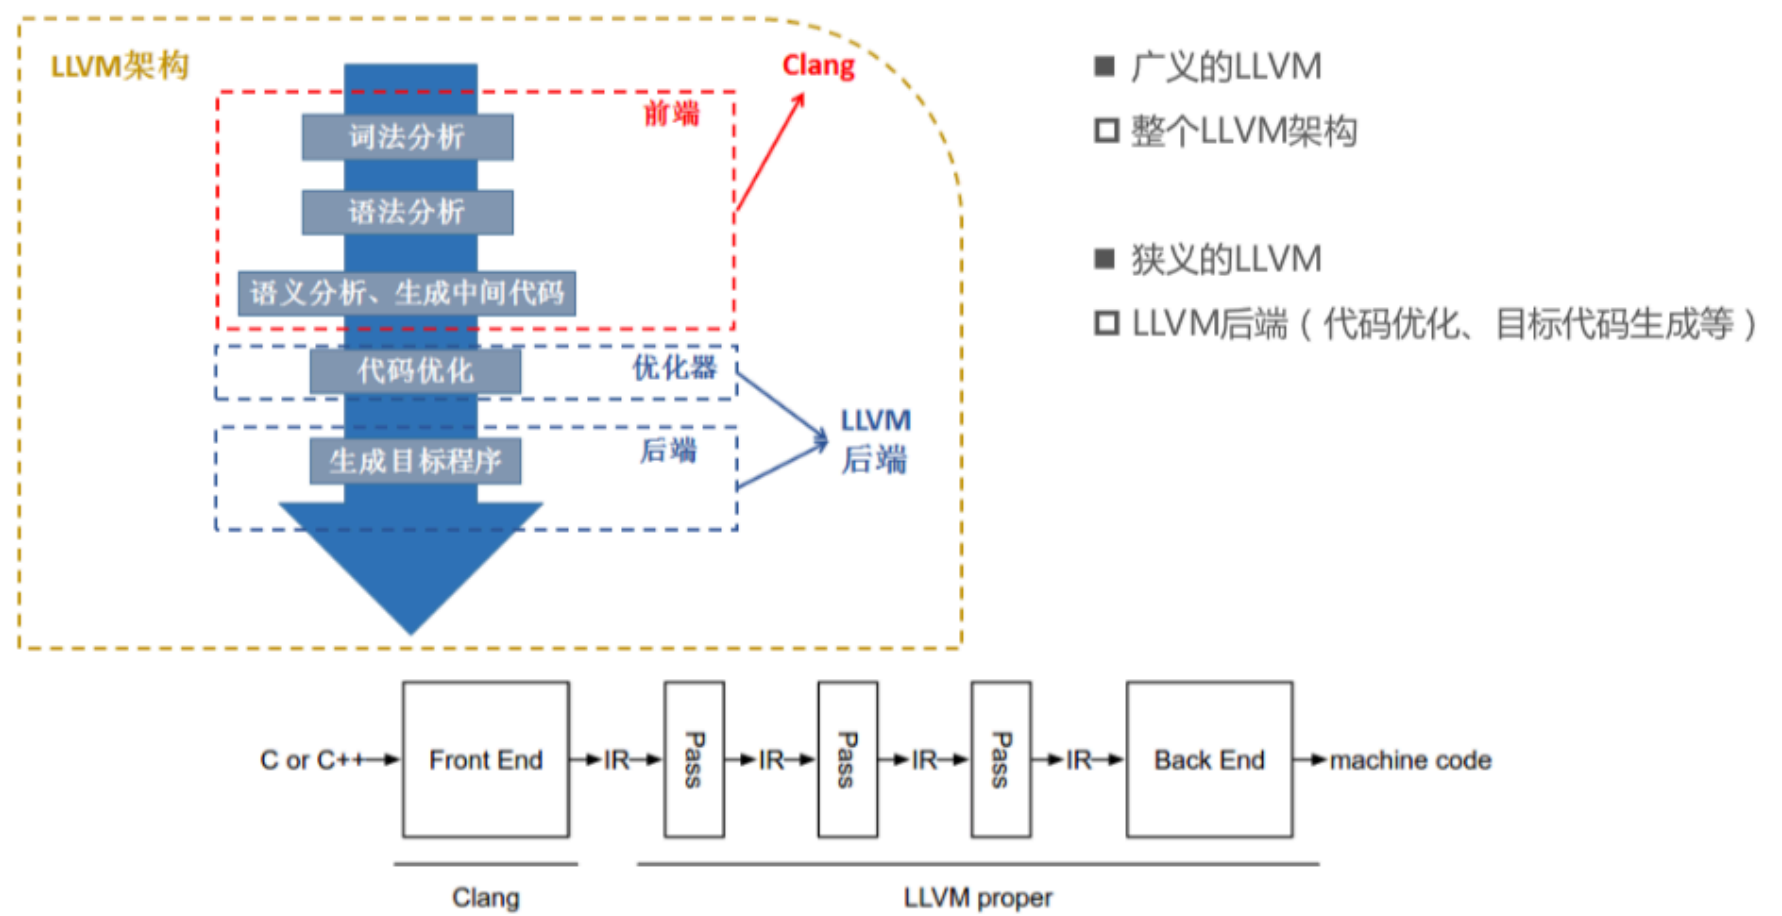 LLVM架构
Clang
前端
词法分析
语法分析
语义分析、生成中间代码
代码优化
优化器
生成目标程序
后端
LLVM
后端
广义的LLVM
整个LLVM架构
狭义的LLVM
LLVM后端（代码优化、目标代码生成等）
C or C++ Front End IR Pass IR Pass IR Pass IR Back End machine code
Clang LLVM proper